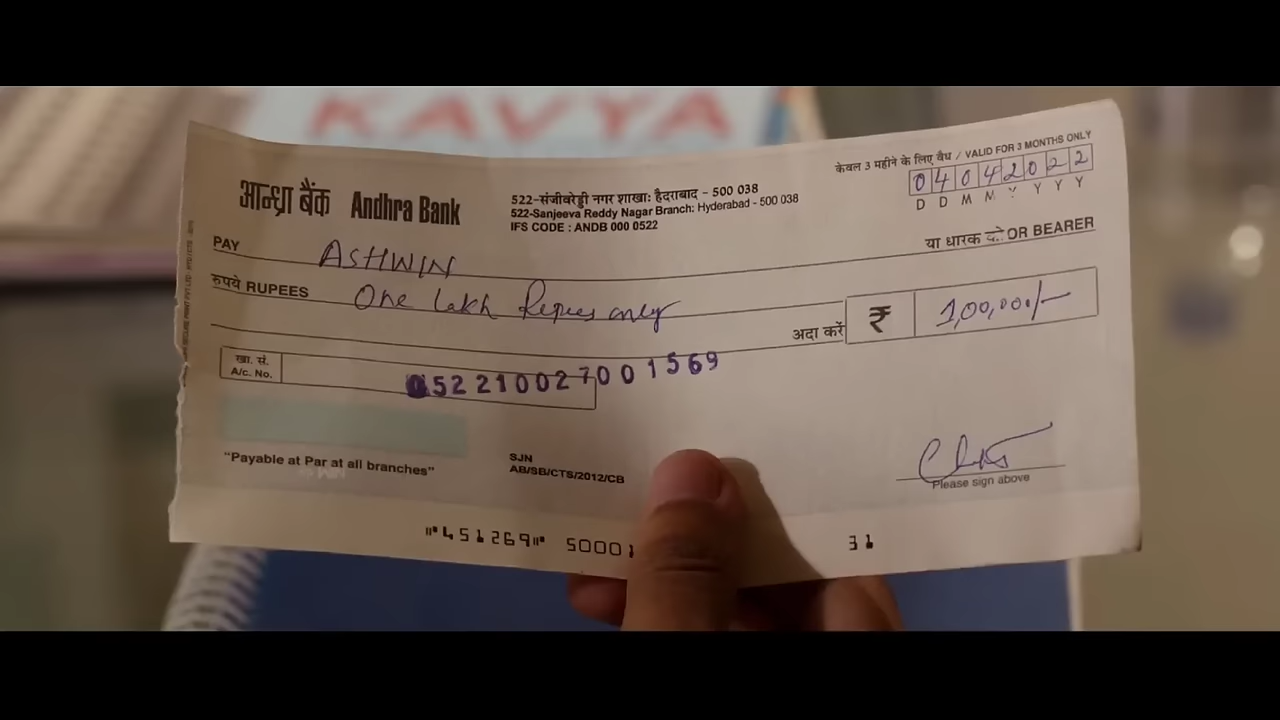 KAVYA
केवल 3 महीने के लिए वैध / VALID FOR 3 MONTHS ONLY
04042022
D D M M Y Y Y Y
आन्ध्रा बैंक Andhra Bank
522-संजीवरेड्डी नगर शाखा: हैदराबाद - 500 038
522-Sanjeeva Reddy Nagar Branch: Hyderabad - 500 038
IFS CODE : ANDB 000 0522
PAY ASHWIN या धारक को OR BEARER
रुपये RUPEES One lakh Rupees only
अदा करें ₹ 1,00,000/-
खा. सं.
A/c. No. 052210027001569
"Payable at Par at all branches"
SJN
AB/SB/CTS/2012/CB
Please sign above
⑈451269⑈ 50001 31